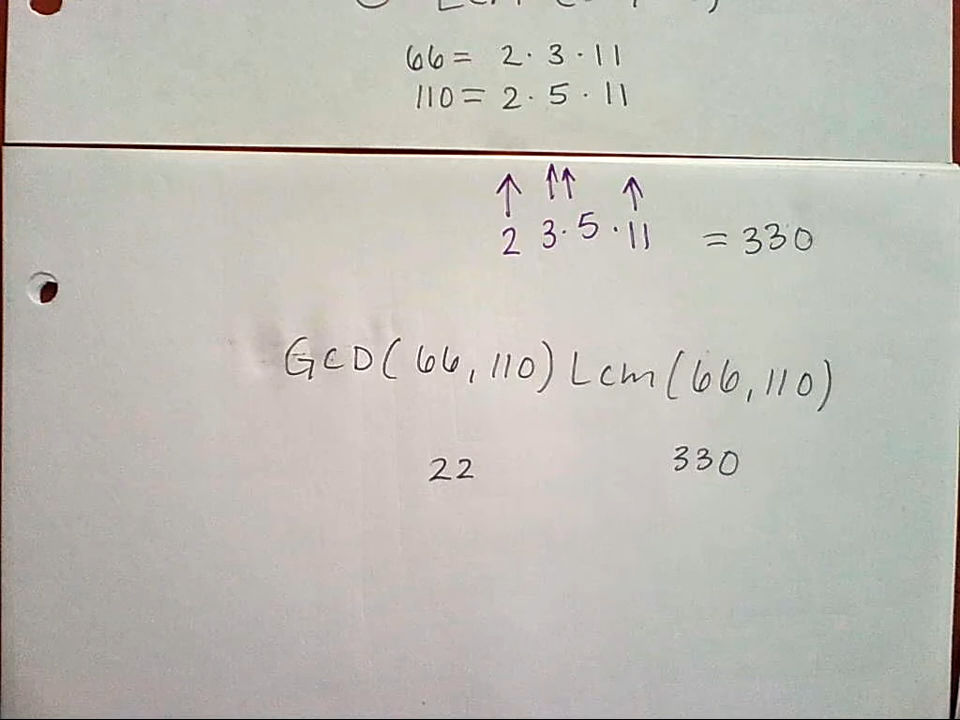 66 = 2 · 3 · 11
110 = 2 · 5 · 11
↑ ↑↑ ↑
2 3 · 5 · 11 = 330
GCD(66, 110) Lcm(66, 110)
22 330